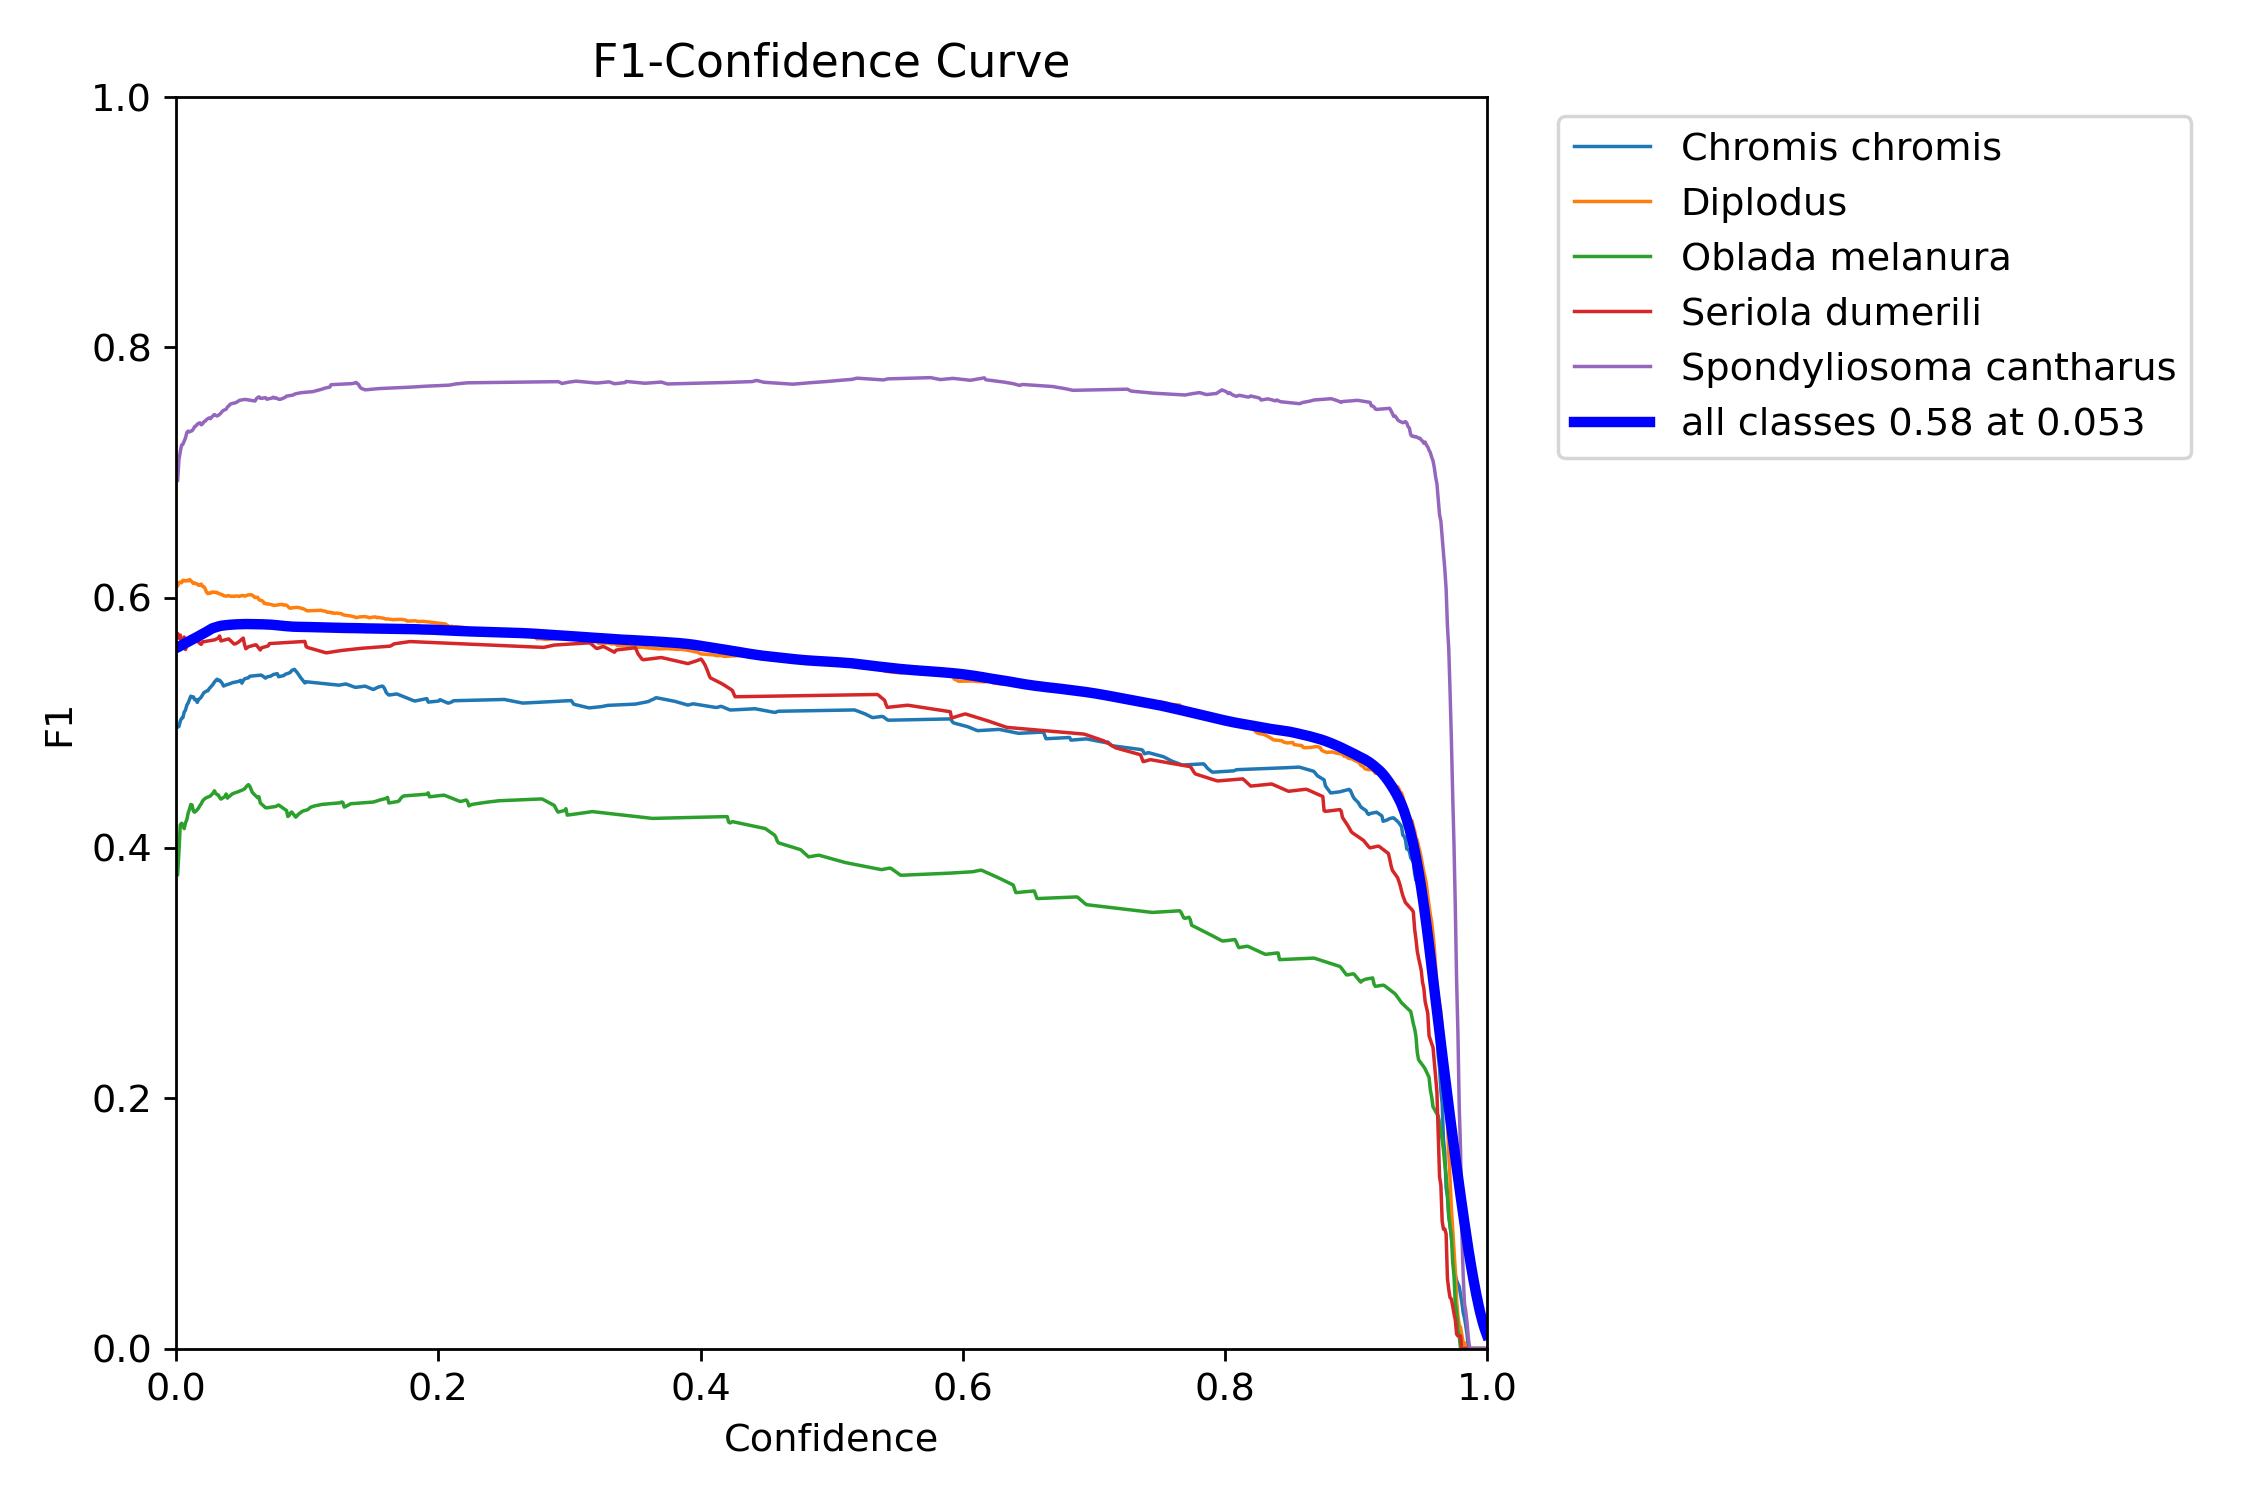 F1-Confidence Curve
1.0
0.8
0.6
0.4
0.2
0.0
F1
0.0 0.2 0.4 0.6 0.8 1.0
Confidence
Chromis chromis
Diplodus
Oblada melanura
Seriola dumerili
Spondyliosoma cantharus
all classes 0.58 at 0.053